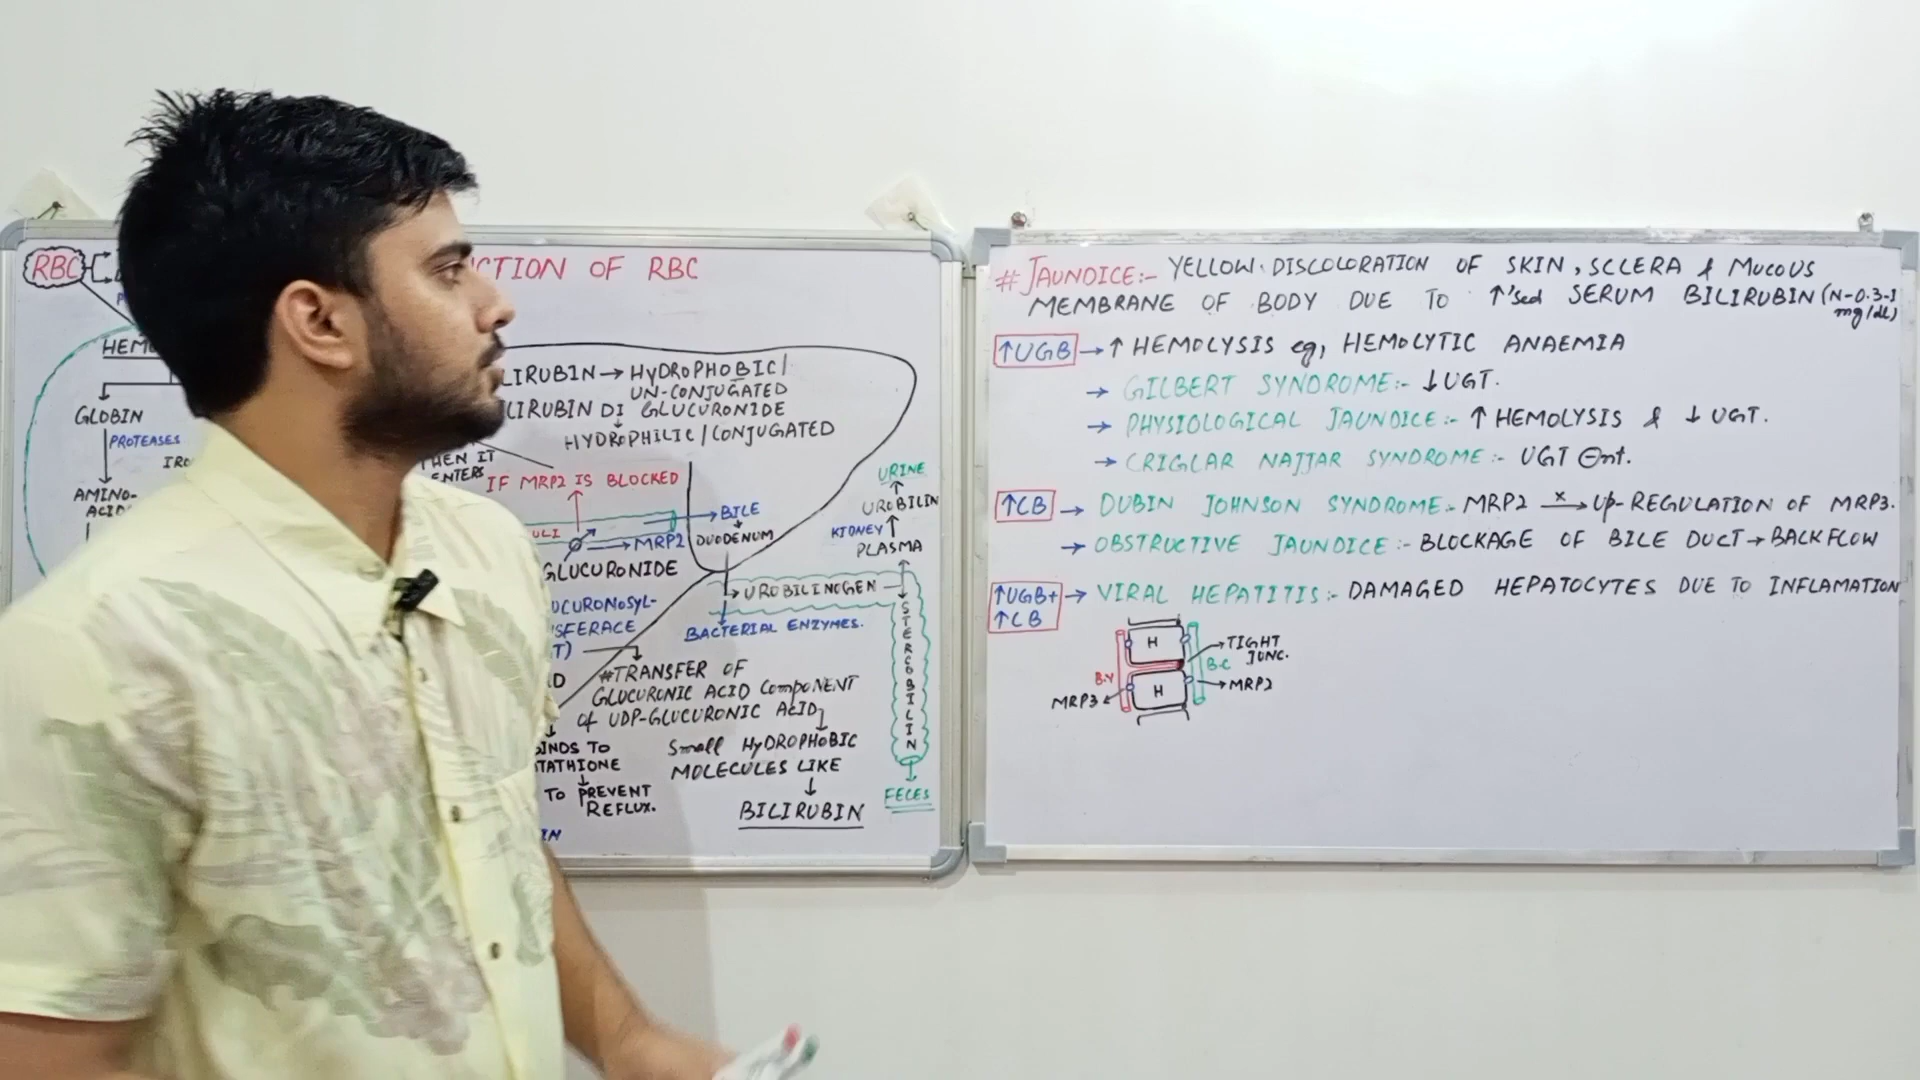 RBC
CTION OF RBC
HEM
GLOBIN
PROTEASES
IRO
AMINO-
ACID
LIRUBIN → HYDROPHOBIC/
UN-CONJUGATED
LIRUBIN DI GLUCURONIDE
↓
HYDROPHILIC/CONJUGATED
THEN IT
ENTERS
IF MRP2 IS BLOCKED
ULI
→ MRP2
→ BILE
↓
DUODENUM
GLUCURONIDE
UCURONOSYL-
SFERACE
T)
↳ UROBILINOGEN
BACTERIAL ENZYMES.
URINE
↑
UROBILIN
KIDNEY ↑
PLASMA
STERCOBILIN
↓
FECES
#TRANSFER OF
GLUCURONIC ACID COMPONENT
of UDP-GLUCURONIC ACID
Small HYDROPHOBIC
MOLECULES LIKE
↓
BILIRUBIN
INDS TO
TATHIONE
↓
TO PREVENT
REFLUX.
IN
# JAUNDICE:- YELLOW DISCOLORATION OF SKIN, SCLERA & MUCOUS
MEMBRANE OF BODY DUE TO ↑'sed SERUM BILIRUBIN (N-0.3-1
mg/dL)
↑UGB → ↑ HEMOLYSIS eg, HEMOLYTIC ANAEMIA
→ GILBERT SYNDROME:- ↓UGT.
→ PHYSIOLOGICAL JAUNDICE:- ↑ HEMOLYSIS & ↓ UGT.
→ CRIGLAR NAJJAR SYNDROME:- UGT ⊖nt.
↑CB → DUBIN JOHNSON SYNDROME:- MRP2 x→ Up-REGULATION OF MRP3.
→ OBSTRUCTIVE JAUNDICE:- BLOCKAGE OF BILE DUCT → BACKFLOW
↑UGB+ → VIRAL HEPATITIS:- DAMAGED HEPATOCYTES DUE TO INFLAMATION
↑CB
H
→ TIGHT
JUNC.
B.C
B.V
H
→ MRP2
MRP3